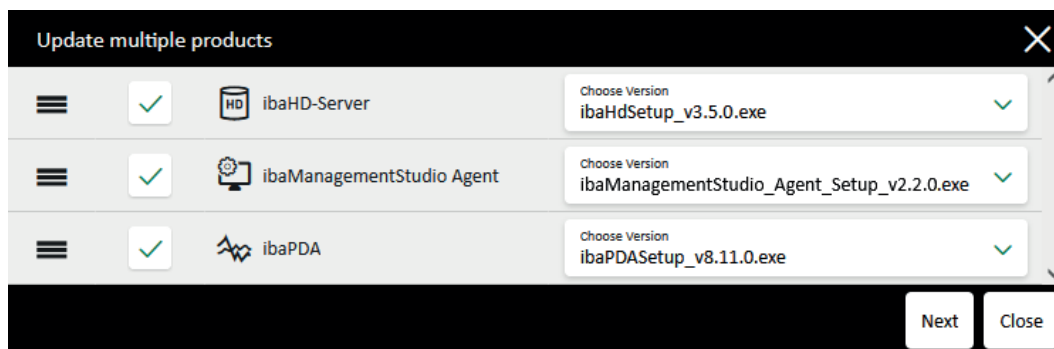 Update multiple products
HD
ibaHD-Server
Choose Version
ibaHdSetup_v3.5.0.exe
ibaManagementStudio Agent
Choose Version
ibaManagementStudio_Agent_Setup_v2.2.0.exe
ibaPDA
Choose Version
ibaPDASetup_v8.11.0.exe
Next
Close